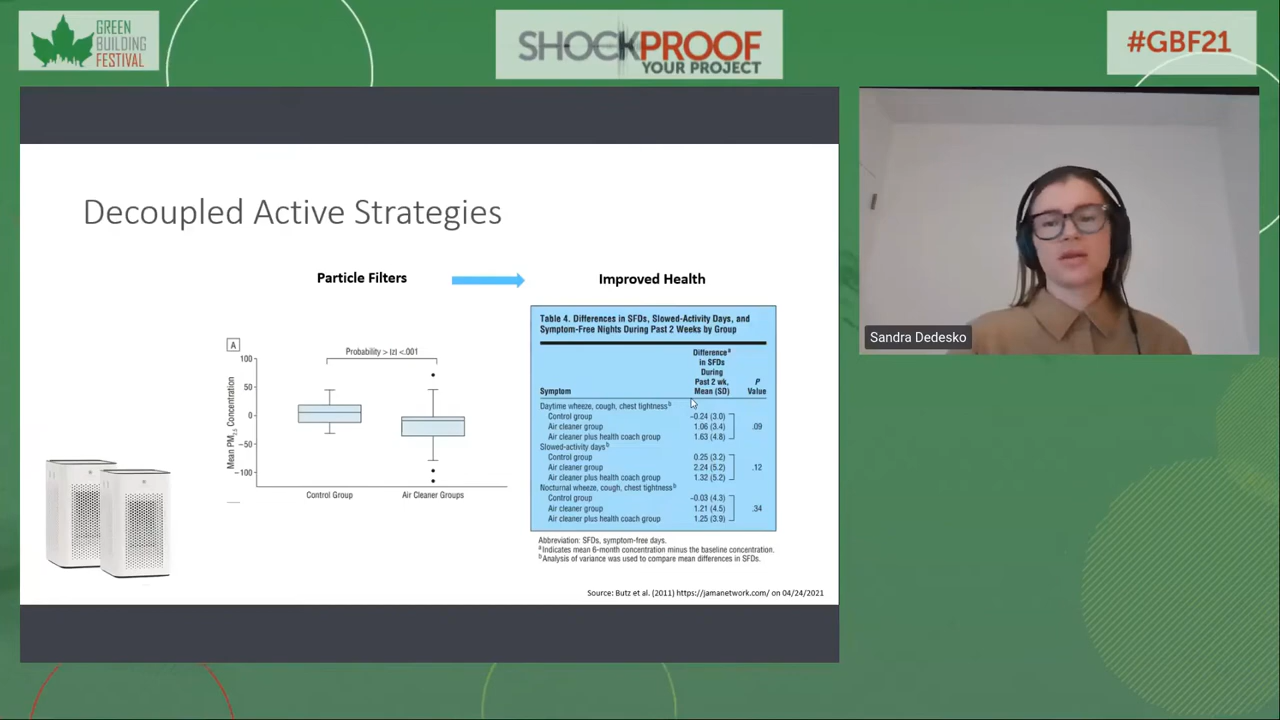 GREEN
BUILDING
FESTIVAL
SHOCKPROOF
YOUR PROJECT
#GBF21
Decoupled Active Strategies
Particle Filters
Improved Health
A
Probability > |z| <.001
100
50
0
−50
−100
Mean PM2.5 Concentration
Control Group
Air Cleaner Groups
Table 4. Differences in SFDs, Slowed-Activity Days, and
Symptom-Free Nights During Past 2 Weeks by Group
Symptom
Differencea
in SFDs
During
Past 2 wk,
Mean (SD)
P
Value
Daytime wheeze, cough, chest tightnessb
Control group −0.24 (3.0)
Air cleaner group 1.06 (3.4) .09
Air cleaner plus health coach group 1.63 (4.8)
Slowed-activity daysb
Control group 0.25 (3.2)
Air cleaner group 2.24 (5.2) .12
Air cleaner plus health coach group 1.32 (5.2)
Nocturnal wheeze, cough, chest tightnessb
Control group −0.03 (4.3)
Air cleaner group 1.21 (4.5) .34
Air cleaner plus health coach group 1.25 (3.9)
Abbreviation: SFDs, symptom-free days.
aIndicates mean 6-month concentration minus the baseline concentration.
bAnalysis of variance was used to compare mean differences in SFDs.
Source: Butz et al. (2011) https://jamanetwork.com/ on 04/24/2021
Sandra Dedesko